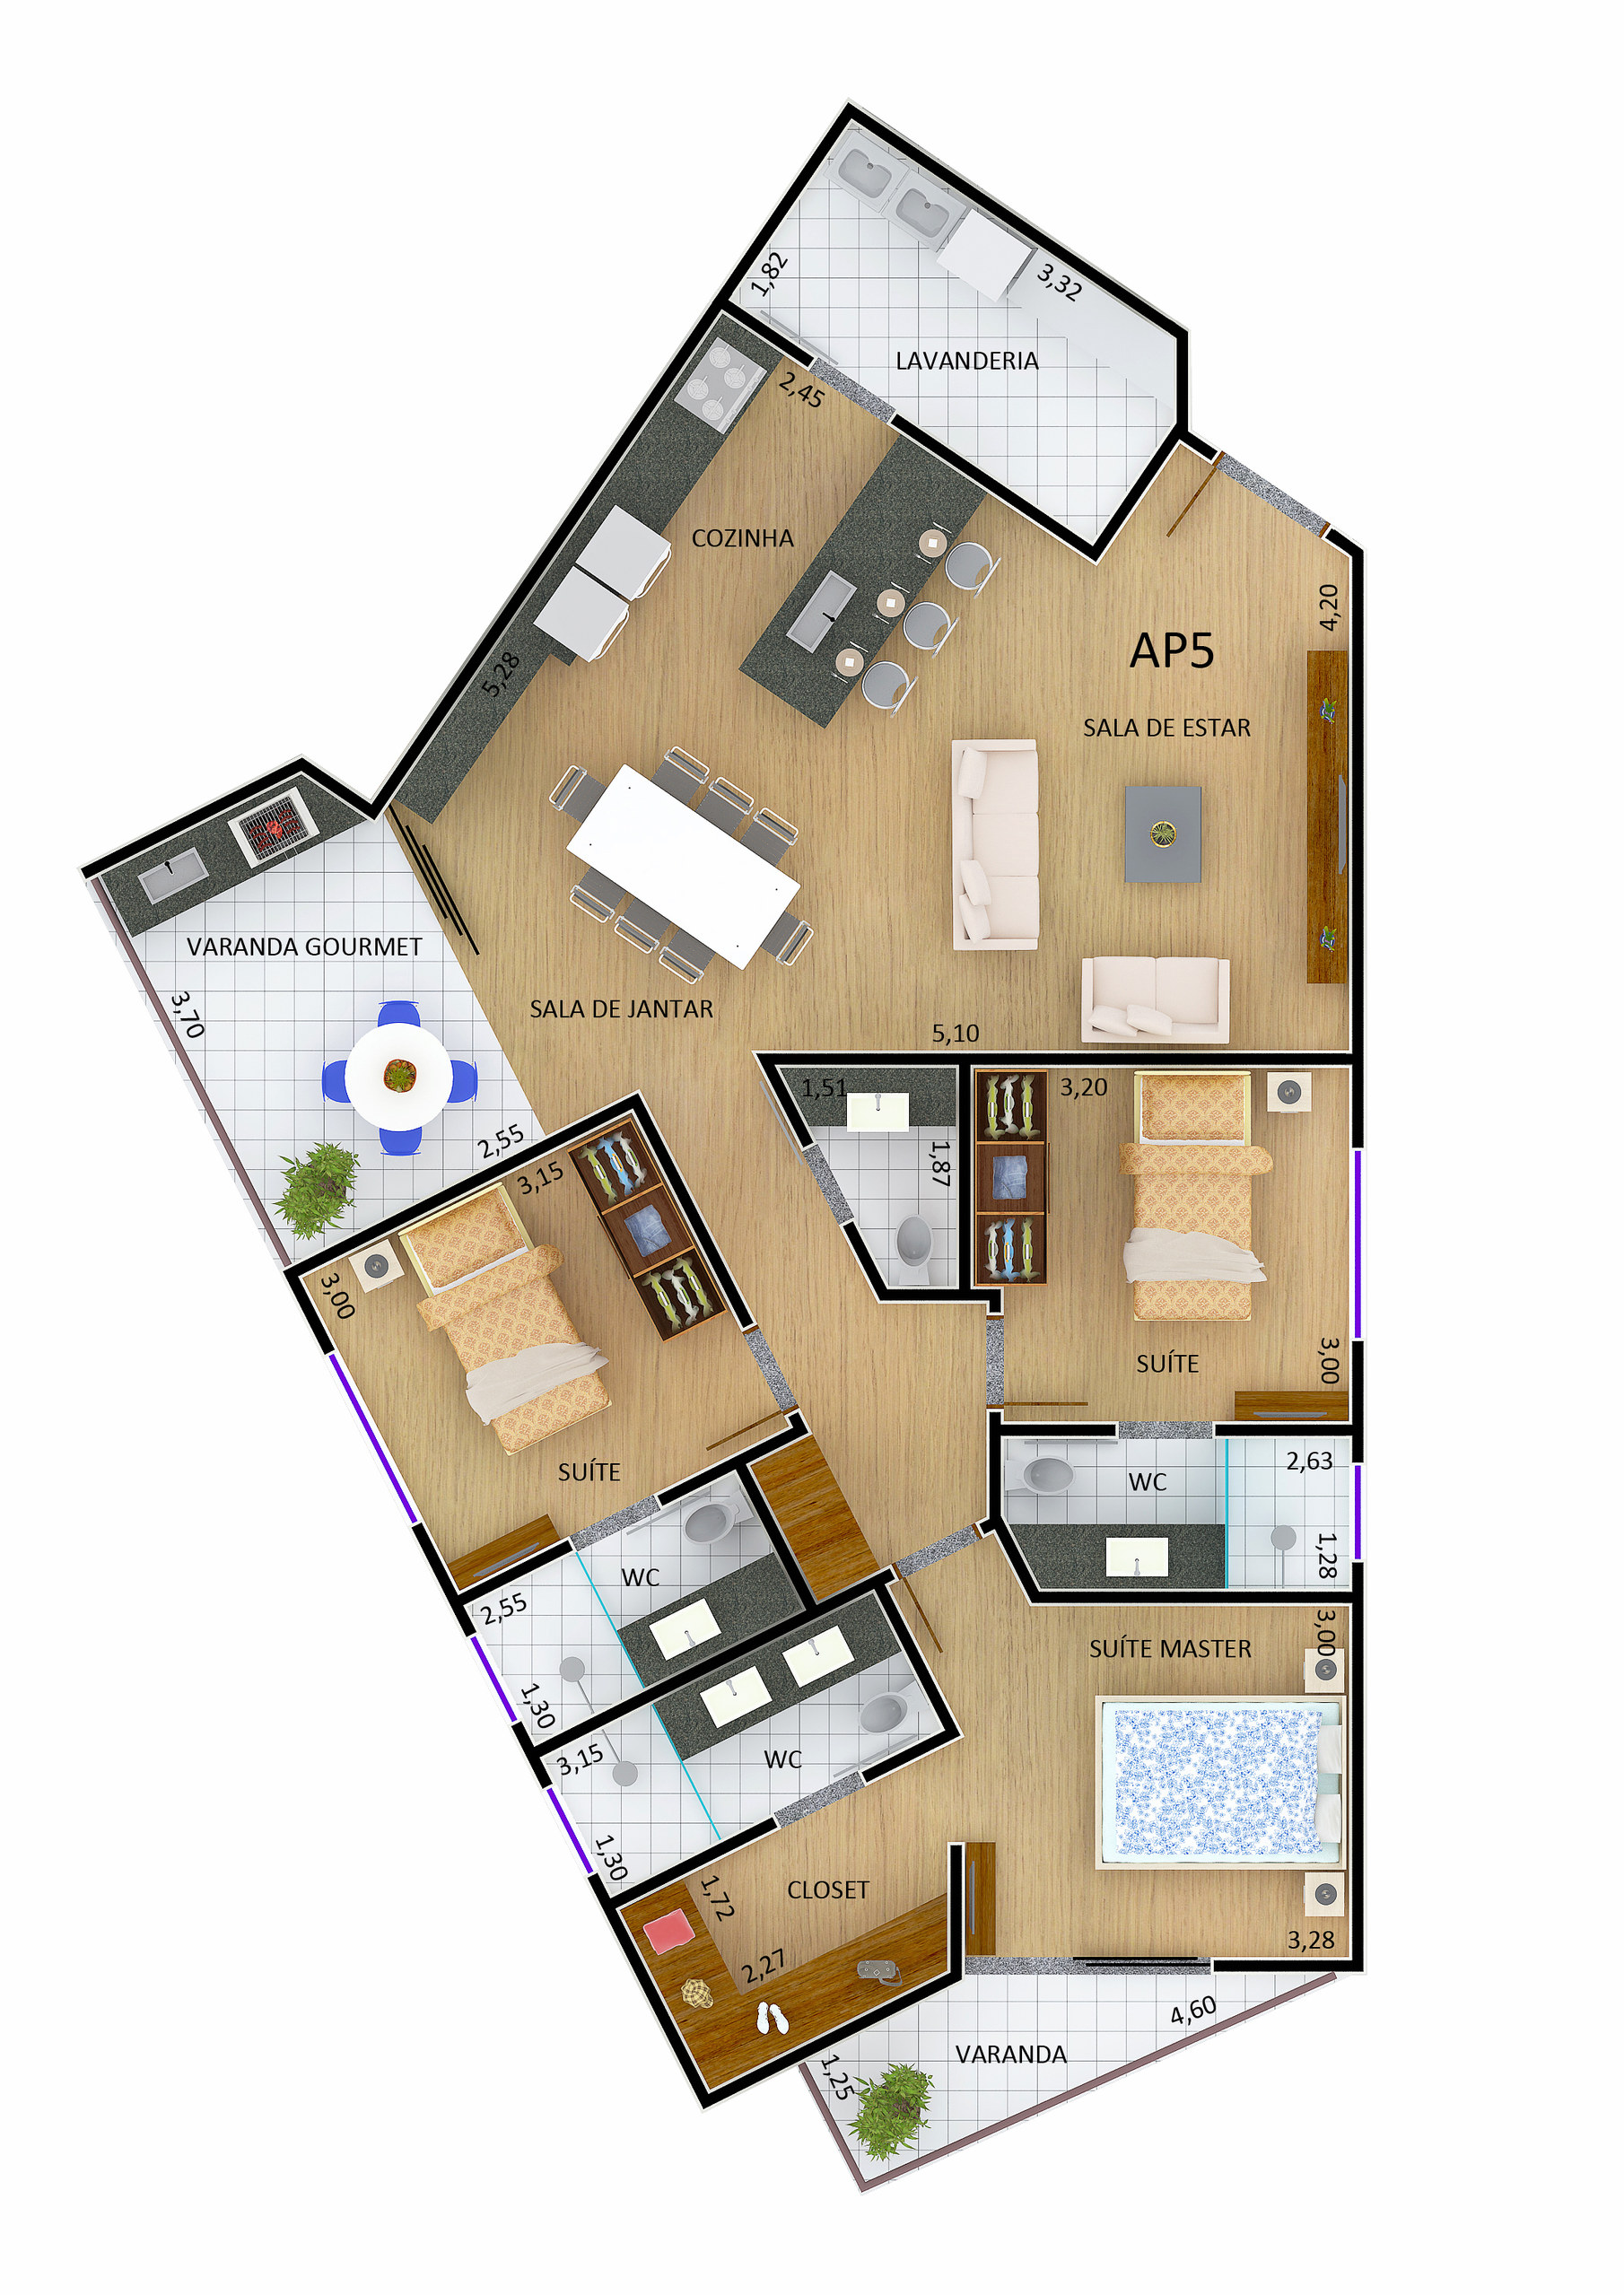 1,82
3,32
LAVANDERIA
2,45
COZINHA
5,28
4,20
AP5
SALA DE ESTAR
VARANDA GOURMET
3,70
SALA DE JANTAR
5,10
2,55
3,15
1,51
1,87
3,20
3,00
SUÍTE
3,00
SUÍTE
WC
2,63
1,28
WC
2,55
1,30
3,00
SUÍTE MASTER
3,15
WC
1,30
1,72
CLOSET
2,27
3,28
4,60
VARANDA
1,25